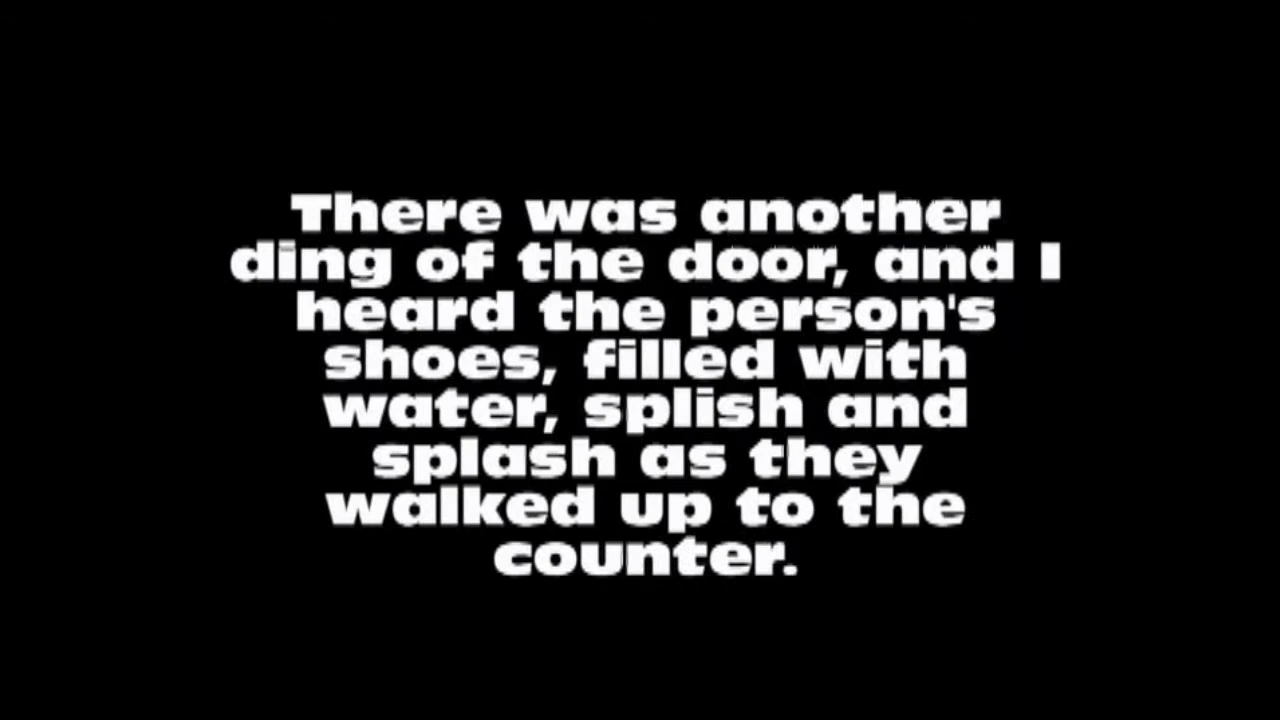 There was another
ding of the door, and I
heard the person's
shoes, filled with
water, splish and
splash as they
walked up to the
counter.